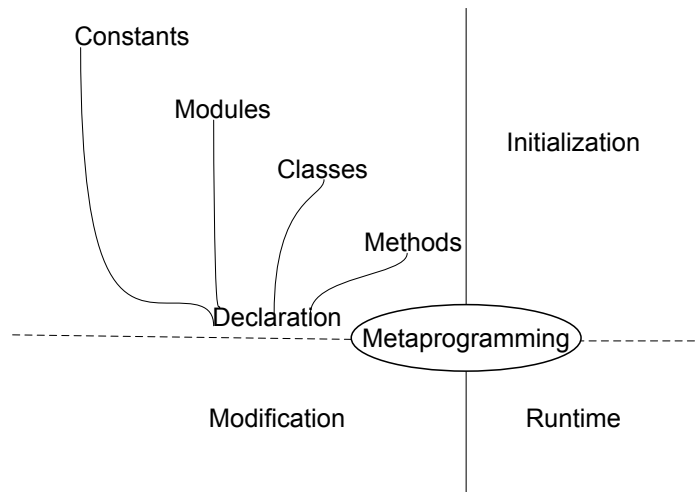 Constants
Modules
Initialization
Classes
Methods
Declaration
Metaprogramming
Modification
Runtime